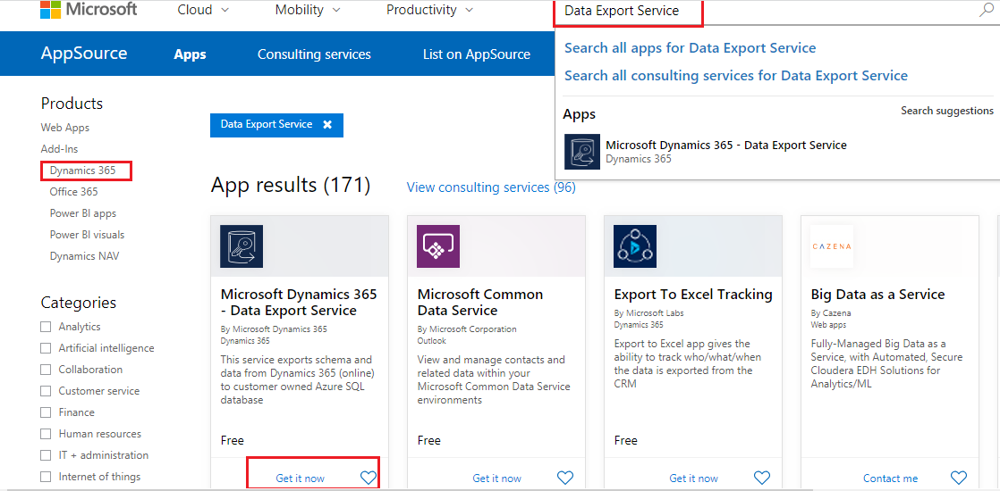 Microsoft
Cloud
Mobility
Productivity
Data Export Service
AppSource
Apps
Consulting services
List on AppSource
Search all apps for Data Export Service
Search all consulting services for Data Export Service
Apps
Search suggestions
Microsoft Dynamics 365 - Data Export Service
Dynamics 365
Products
Web Apps
Add-Ins
Dynamics 365
Office 365
Power BI apps
Power BI visuals
Dynamics NAV
Categories
Analytics
Artificial intelligence
Collaboration
Customer service
Finance
Human resources
IT + administration
Internet of things
Data Export Service
App results (171)
View consulting services (96)
Microsoft Dynamics 365
- Data Export Service
By Microsoft Dynamics 365
Dynamics 365
This service exports schema and
data from Dynamics 365 (online)
to customer owned Azure SQL
database
Free
Get it now
Microsoft Common
Data Service
By Microsoft Corporation
Outlook
View and manage contacts and
related data within your
Microsoft Common Data Service
environments
Free
Get it now
Export To Excel Tracking
By Microsoft Labs
Dynamics 365
Export to Excel app gives the
ability to track who/what/when
the data is exported from the
CRM
Free
Get it now
CAZENA
Big Data as a Service
By Cazena
Web apps
Fully-Managed Big Data as a
Service, with Automated, Secure
Cloudera EDH Solutions for
Analytics/ML
Contact me